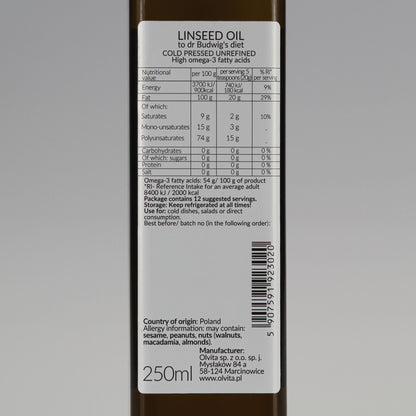 LINSEED OIL
to dr Budwig's diet
COLD PRESSED UNREFINED
High omega-3 fatty acids
Nutritional value per 100 g per serving 5 teaspoons (20g) % RI* per serving
Energy 3700 kJ/ 900kcal 740 kJ/ 180 kcal 9%
Fat 100 g 20 g 29%
Of which:
Saturates 9 g 2 g 10%
Mono-unsaturates 15 g 3 g -
Polyunsaturates 74 g 15 g
Carbohydrates 0 g 0 g 0 %
Of which: sugars 0 g 0 g 0 %
Protein 0 g 0 g 0 %
Salt 0 g 0 g 0 %
Omega-3 fatty acids: 54 g/ 100 g of product
*RI- Reference Intake for an average adult
8400 kJ / 2000 kcal
Package contains 12 suggested servings.
Storage: Keep refrigerated at all times!
Use for: cold dishes, salads or direct
consumption.
Best before/ batch no (in the following order):
5 907591 923020
Country of origin: Poland
Allergy information: may contain:
sesame, peanuts, nuts (walnuts,
macadamia, almonds).
Manufacturer:
Olvita sp. z o.o. sp. j.
Mysłaków 84 a
58-124 Marcinowice
www.olvita.pl
250ml